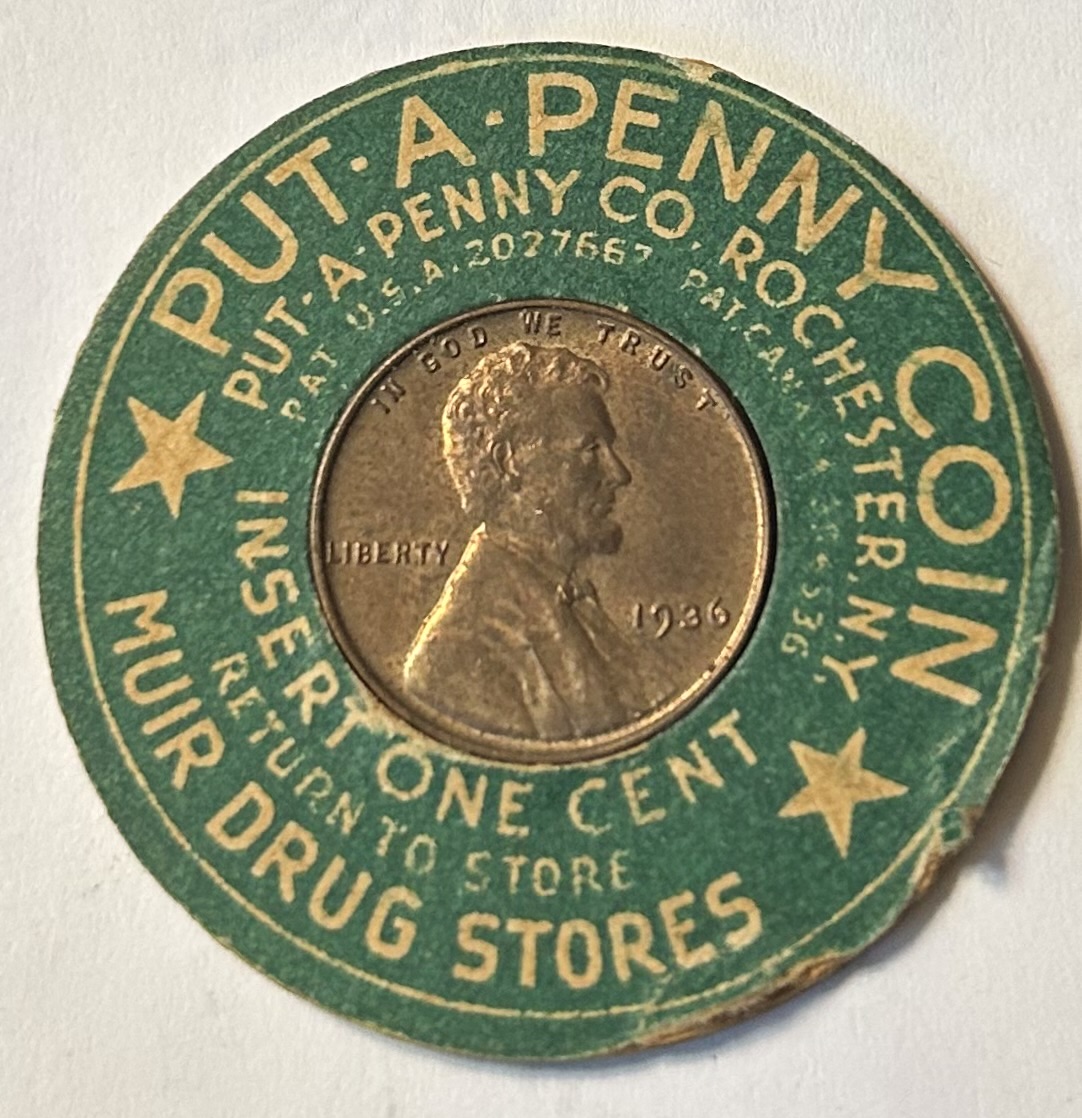 PUT·A·PENNY COIN
PUT·A·PENNY CO. ROCHESTER, N.Y.
PAT U.S.A. 2027667 PAT. CANA
IN GOD WE TRUST
LIBERTY
1936
INSERT ONE CENT
RETURN TO STORE
MUIR DRUG STORES